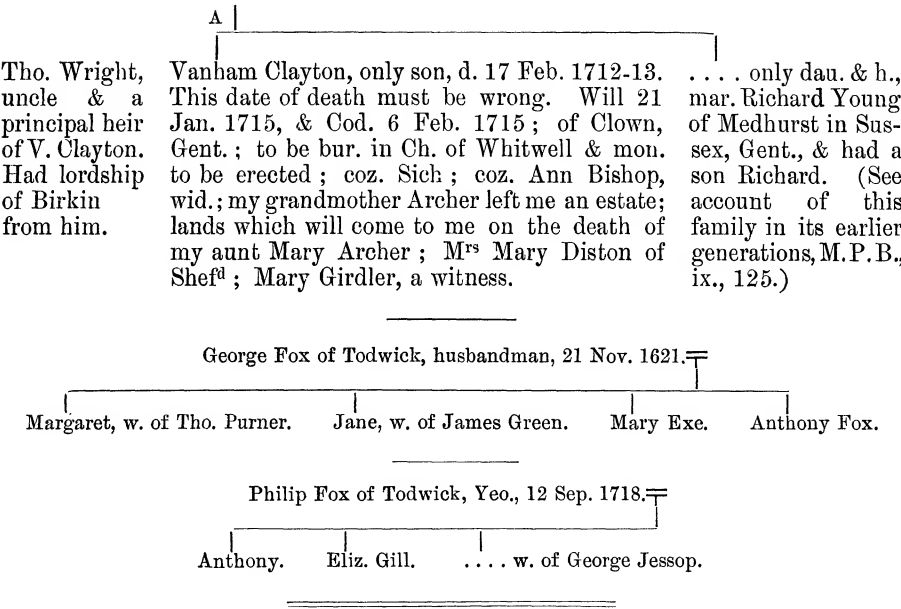 A
Tho. Wright,
uncle & a
principal heir
of V. Clayton.
Had lordship
of Birkin
from him.
Vanham Clayton, only son, d. 17 Feb. 1712-13.
This date of death must be wrong. Will 21
Jan. 1715, & Cod. 6 Feb. 1715; of Clown,
Gent.; to be bur. in Ch. of Whitwell & mon.
to be erected; coz. Sich; coz. Ann Bishop,
wid.; my grandmother Archer left me an estate;
lands which will come to me on the death of
my aunt Mary Archer; Mrs Mary Diston of
Shefd; Mary Girdler, a witness.
.... only dau. & h.,
mar. Richard Young
of Medhurst in Sus-
sex, Gent., & had a
son Richard. (See
account of this
family in its earlier
generations, M.P.B.,
ix., 125.)
George Fox of Todwick, husbandman, 21 Nov. 1621.
Margaret, w. of Tho. Purner. Jane, w. of James Green. Mary Exe. Anthony Fox.
Philip Fox of Todwick, Yeo., 12 Sep. 1718.
Anthony. Eliz. Gill. .... w. of George Jessop.